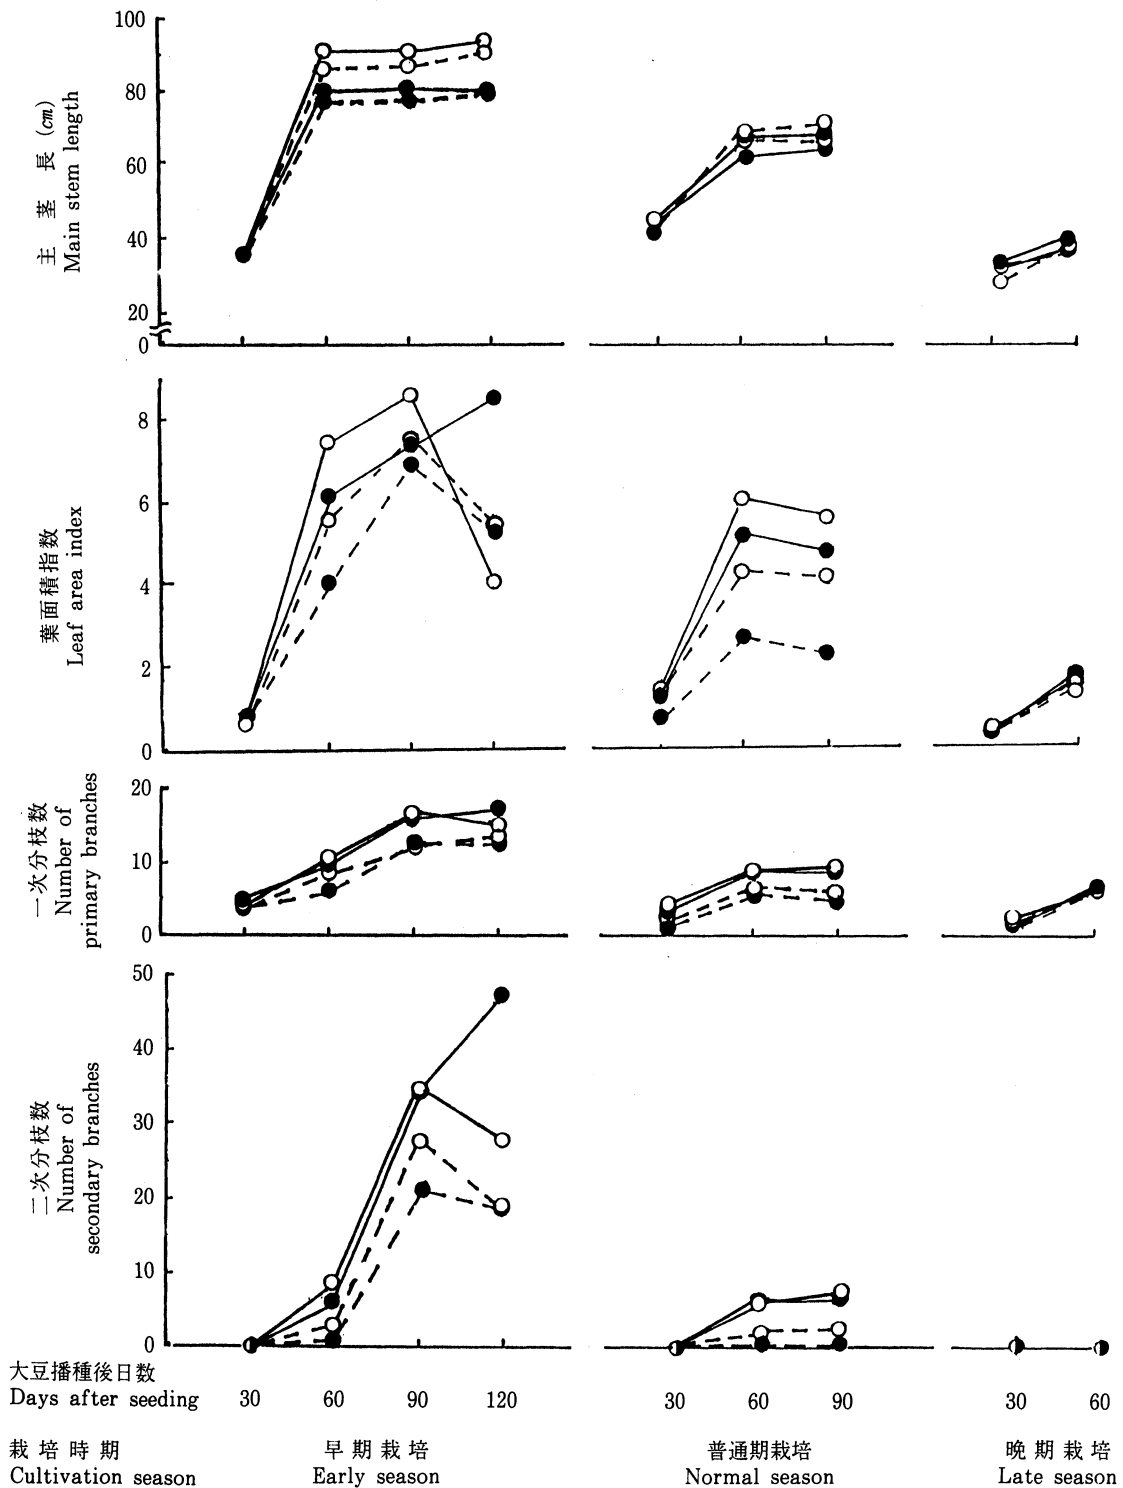 100
80
60
40
20
0
主茎長 (cm)
Main stem length
8
6
4
2
0
葉面積指数
Leaf area index
20
10
0
一次分枝数
Number of
primary branches
50
40
30
20
10
0
二次分枝数
Number of
secondary branches
大豆播種後日数
Days after seeding 30 60 90 120 30 60 90 30 60
栽培時期 早期栽培 普通期栽培 晩期栽培
Cultivation season Early season Normal season Late season